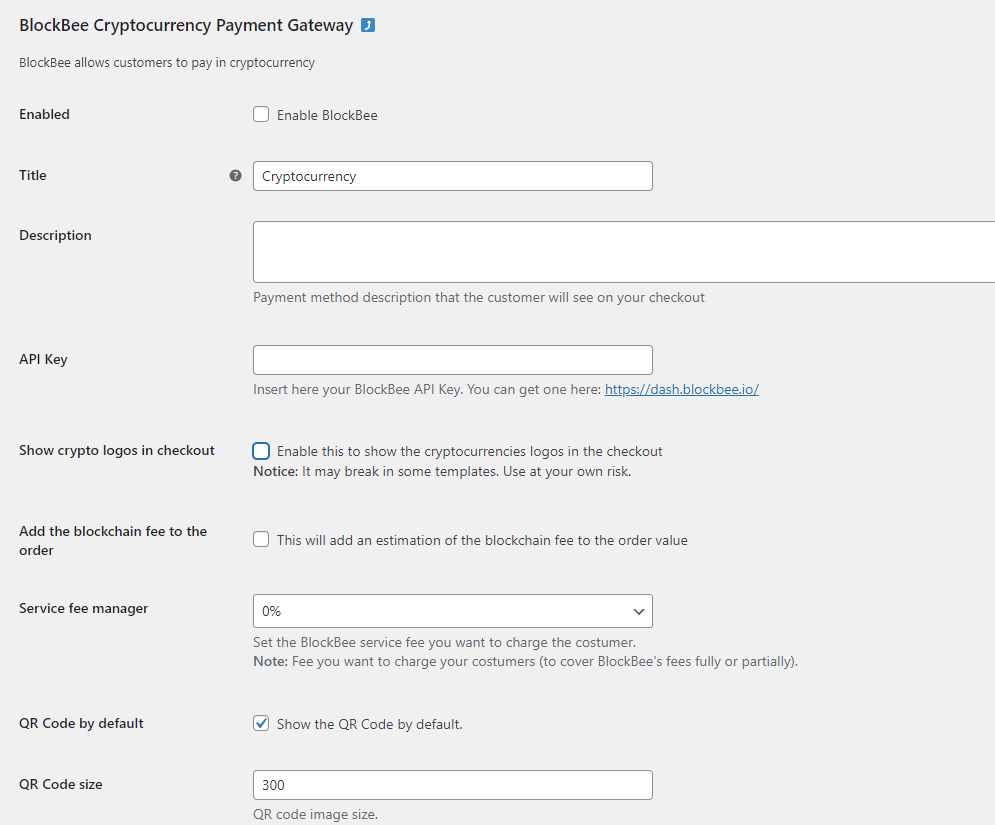 BlockBee Cryptocurrency Payment Gateway ⤴
BlockBee allows customers to pay in cryptocurrency
Enabled
Enable BlockBee
Title
Cryptocurrency
Description
Payment method description that the customer will see on your checkout
API Key
Insert here your BlockBee API Key. You can get one here: https://dash.blockbee.io/
Show crypto logos in checkout
Enable this to show the cryptocurrencies logos in the checkout
Notice: It may break in some templates. Use at your own risk.
Add the blockchain fee to the
order
This will add an estimation of the blockchain fee to the order value
Service fee manager
0%
Set the BlockBee service fee you want to charge the costumer.
Note: Fee you want to charge your costumers (to cover BlockBee's fees fully or partially).
QR Code by default
Show the QR Code by default.
QR Code size
300
QR code image size.